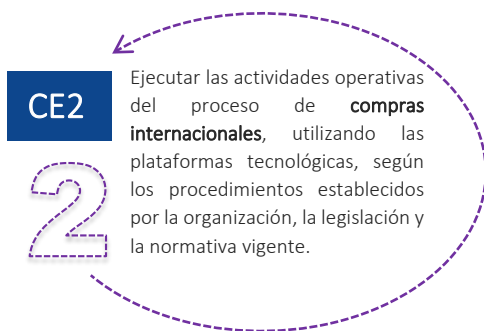 CE2
2
Ejecutar las actividades operativas
del proceso de compras
internacionales, utilizando las
plataformas tecnológicas, según
los procedimientos establecidos
por la organización, la legislación y
la normativa vigente.